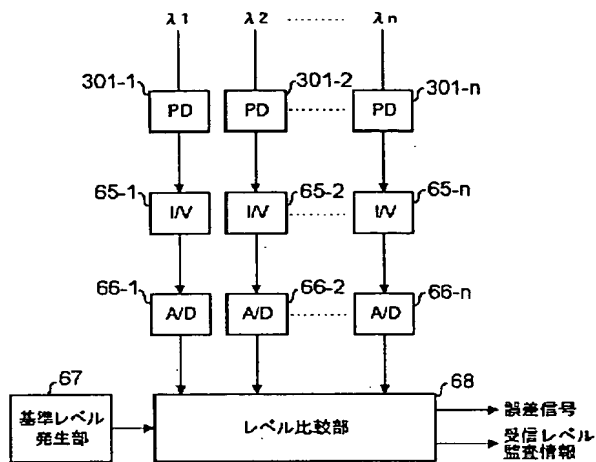 λ1 λ2 λn
301-1 301-2 301-n
PD PD PD
65-1 65-2 65-n
I/V I/V I/V
66-1 66-2 66-n
A/D A/D A/D
67 68
基準レベル
発生部
レベル比較部
誤差信号
受信レベル
監査情報